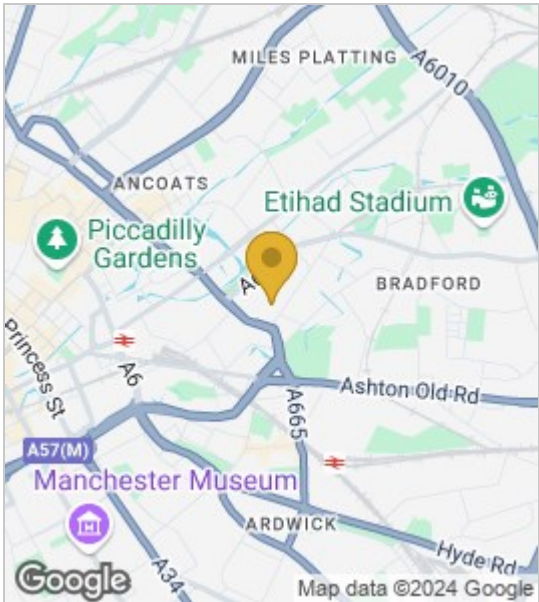 MILES PLATTING
A6010
ANCOATS
Etihad Stadium
Piccadilly
Gardens
BRADFORD
Princess St
A6
Ashton Old Rd
A665
A57(M)
Manchester Museum
ARDWICK
Hyde Rd
A34
Google
Map data ©2024 Google